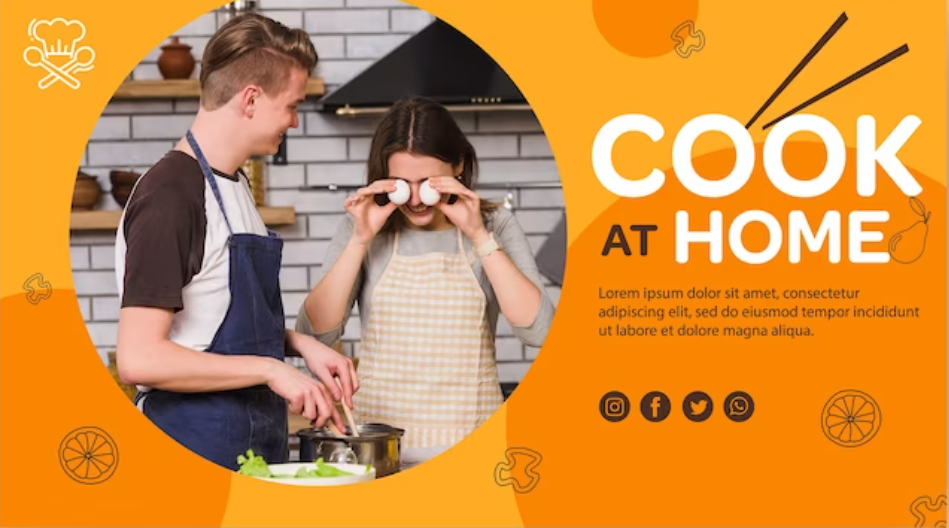 COOK
AT HOME
Lorem ipsum dolor sit amet, consectetur
adipiscing elit, sed do eiusmod tempor incididunt
ut labore et dolore magna aliqua.